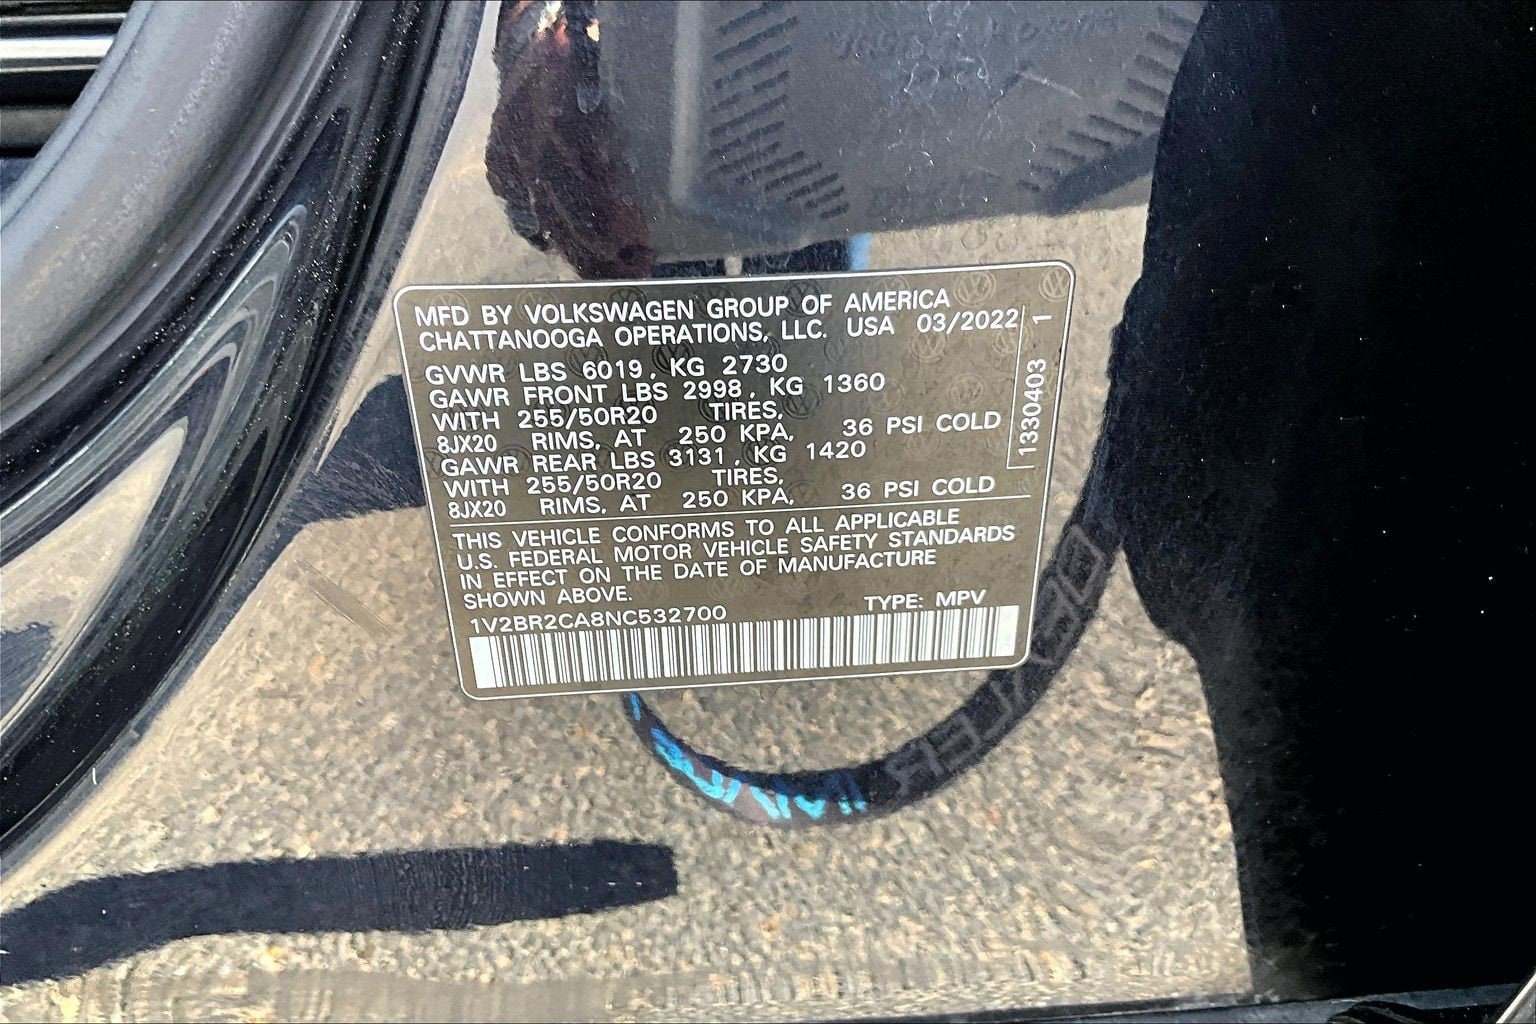 MFD BY VOLKSWAGEN GROUP OF AMERICA
CHATTANOOGA OPERATIONS, LLC. USA 03/2022
GVWR LBS 6019, KG 2730
GAWR FRONT LBS 2998, KG 1360
WITH 255/50R20 TIRES,
8JX20 RIMS, AT 250 KPA, 36 PSI COLD
GAWR REAR LBS 3131, KG 1420
WITH 255/50R20 TIRES,
8JX20 RIMS, AT 250 KPA, 36 PSI COLD
1330403 1
THIS VEHICLE CONFORMS TO ALL APPLICABLE
U.S. FEDERAL MOTOR VEHICLE SAFETY STANDARDS
IN EFFECT ON THE DATE OF MANUFACTURE
SHOWN ABOVE.
1V2BR2CA8NC532700 TYPE: MPV